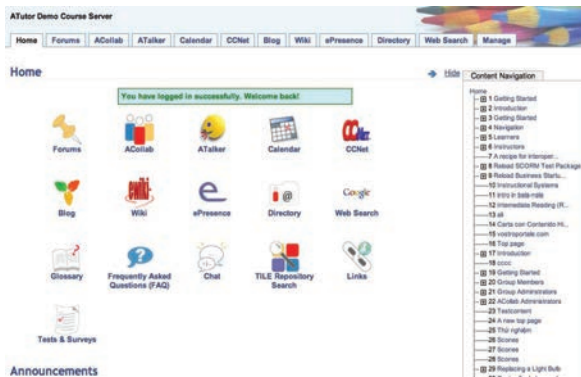 ATutor Demo Course Server
Home Forums ACollab ATalker Calendar CCNet Blog Wiki ePresence Directory Web Search Manage
Home
Hide
You have logged in successfully. Welcome back!
Forums ACollab ATalker Calendar CCNet
Blog Wiki ePresence Directory Web Search
Glossary Frequently Asked Questions (FAQ) Chat TILE Repository Search Links
Tests & Surveys
Announcements
Content Navigation
Home
1 Getting Started
2 Introduction
3 Getting Started
4 Navigation
5 Learners
6 Instructors
7 A recipe for interoper...
8 Reload SCORM Test Package
9 Reload Business Startu...
10 Instructional Systems
11 intro in bela-nala
12 Intermediate Reading (R...
13 all
14 Carta con Contenido Hi...
15 vostroportale.com
16 Top page
17 Introduction
18 cccc
19 Getting Started
20 Group Members
21 Group Administrators
22 ACollab Administrators
23 Testcontent
24 A new top page
25 Thử nghiệm
26 Scones
27 Scones
28 Scones
29 Replacing a Light Bulb